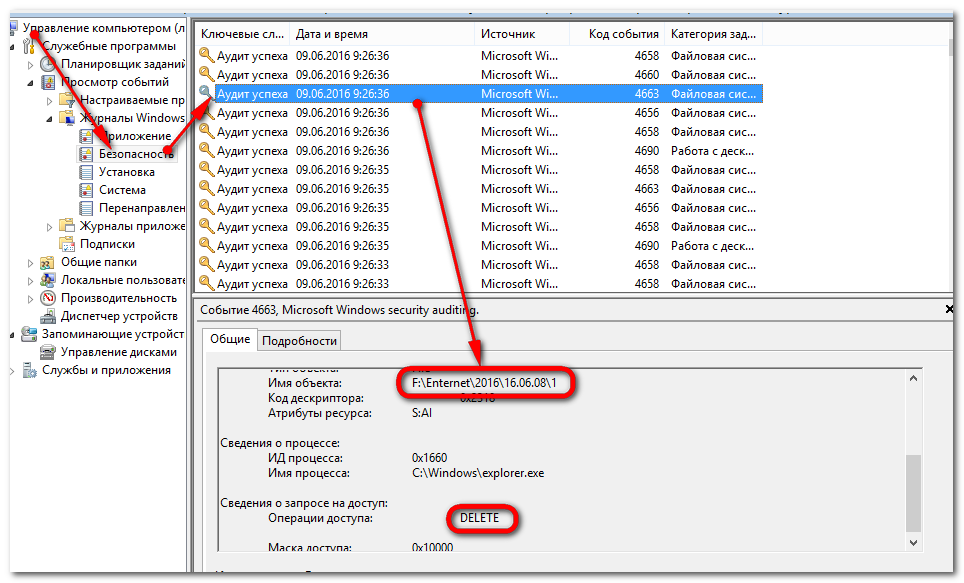 Управление компьютером (л
Служебные программы
Планировщик заданий
Просмотр событий
Настраиваемые пр
Журналы Windows
Приложение
Безопасность
Установка
Система
Перенаправлен
Журналы приложе
Подписки
Общие папки
Локальные пользовате
Производительность
Диспетчер устройств
Запоминающие устройст
Управление дисками
Службы и приложения
Ключевые сл... Дата и время Источник Код события Категория зад...
Аудит успеха 09.06.2016 9:26:36 Microsoft Wi... 4658 Файловая сис...
Аудит успеха 09.06.2016 9:26:36 Microsoft Wi... 4660 Файловая сис...
Аудит успеха 09.06.2016 9:26:36 Microsoft Wi... 4663 Файловая сис...
Аудит успеха 09.06.2016 9:26:36 Microsoft Wi... 4656 Файловая сис...
Аудит успеха 09.06.2016 9:26:36 Microsoft Wi... 4658 Файловая сис...
Аудит успеха 09.06.2016 9:26:36 Microsoft Wi... 4690 Работа с деск...
Аудит успеха 09.06.2016 9:26:35 Microsoft Wi... 4658 Файловая сис...
Аудит успеха 09.06.2016 9:26:35 Microsoft Wi... 4663 Файловая сис...
Аудит успеха 09.06.2016 9:26:35 Microsoft Wi... 4656 Файловая сис...
Аудит успеха 09.06.2016 9:26:35 Microsoft Wi... 4658 Файловая сис...
Аудит успеха 09.06.2016 9:26:35 Microsoft Wi... 4690 Работа с деск...
Аудит успеха 09.06.2016 9:26:33 Microsoft Wi... 4658 Файловая сис...
Аудит успеха 09.06.2016 9:26:33 Microsoft Wi... 4658 Файловая сис...
Событие 4663, Microsoft Windows security auditing.
Общие Подробности
Имя объекта: F:\Enternet\2016\16.06.08\1
Код дескриптора: 0x2310
Атрибуты ресурса: S:AI
Сведения о процессе:
ИД процесса: 0x1660
Имя процесса: C:\Windows\explorer.exe
Сведения о запросе на доступ:
Операции доступа: DELETE
Маска доступа: 0x10000